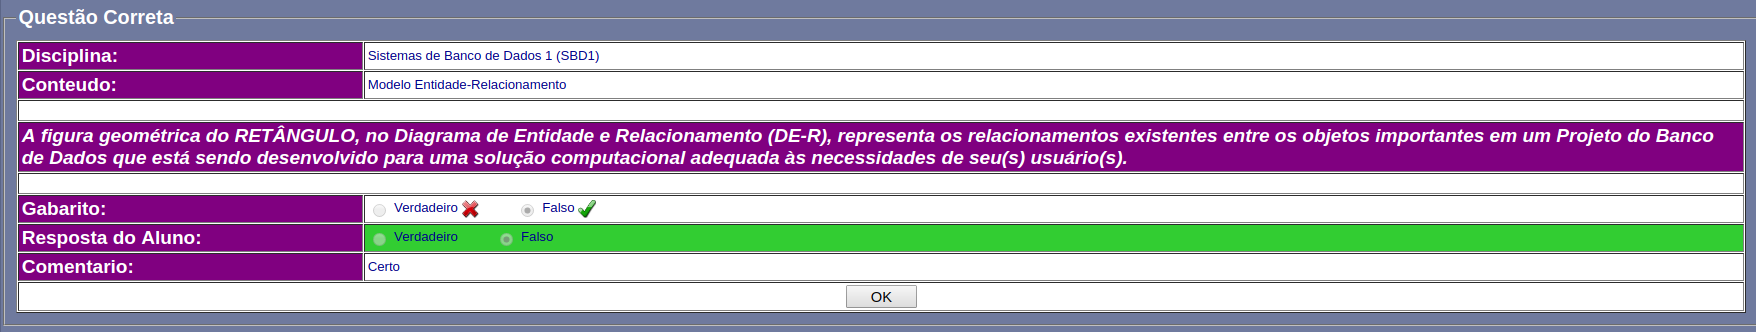 Questão Correta
Disciplina: Sistemas de Banco de Dados 1 (SBD1)
Conteudo: Modelo Entidade-Relacionamento
A figura geométrica do RETÂNGULO, no Diagrama de Entidade e Relacionamento (DE-R), representa os relacionamentos existentes entre os objetos importantes em um Projeto do Banco
de Dados que está sendo desenvolvido para uma solução computacional adequada às necessidades de seu(s) usuário(s).
Gabarito: Verdadeiro Falso
Resposta do Aluno: Verdadeiro Falso
Comentario: Certo
OK